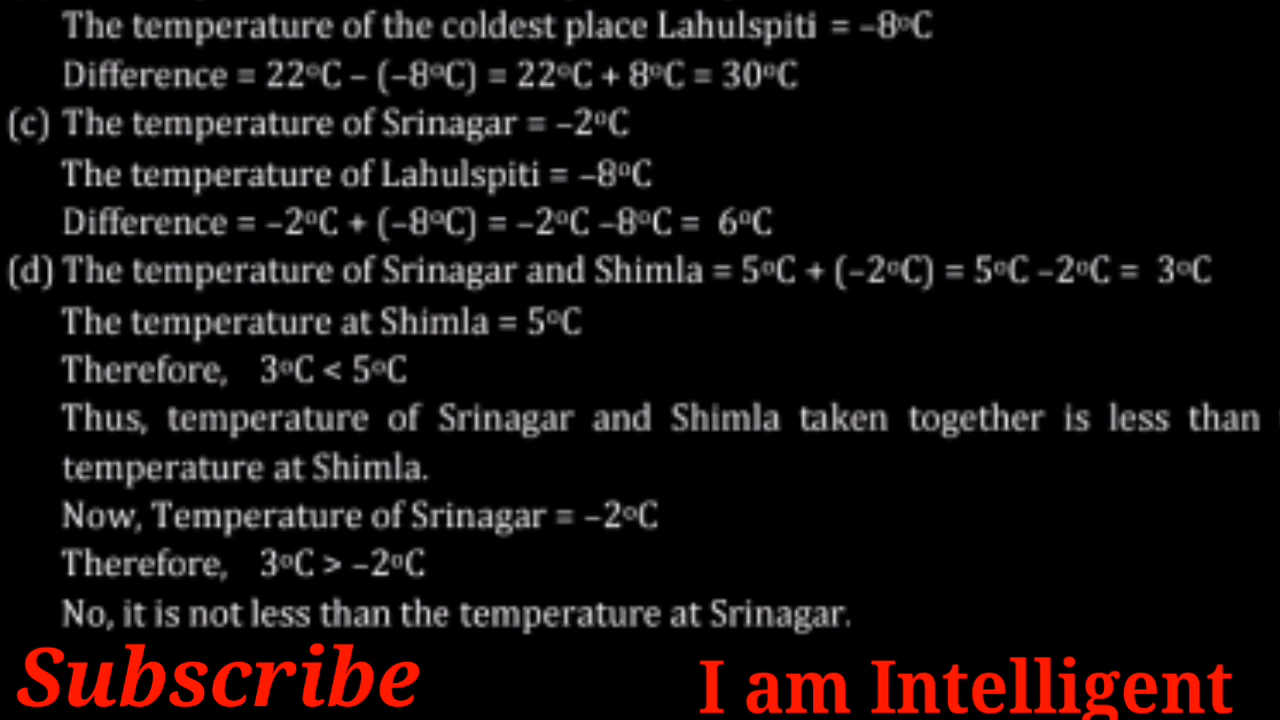 The temperature of the coldest place Lahulspiti = –8°C
Difference = 22°C – (–8°C) = 22°C + 8°C = 30°C
(c) The temperature of Srinagar = –2°C
The temperature of Lahulspiti = –8°C
Difference = –2°C + (–8°C) = –2°C –8°C = 6°C
(d) The temperature of Srinagar and Shimla = 5°C + (–2°C) = 5°C –2°C = 3°C
The temperature at Shimla = 5°C
Therefore, 3°C < 5°C
Thus, temperature of Srinagar and Shimla taken together is less than
temperature at Shimla.
Now, Temperature of Srinagar = –2°C
Therefore, 3°C > –2°C
No, it is not less than the temperature at Srinagar.
Subscribe
I am Intelligent